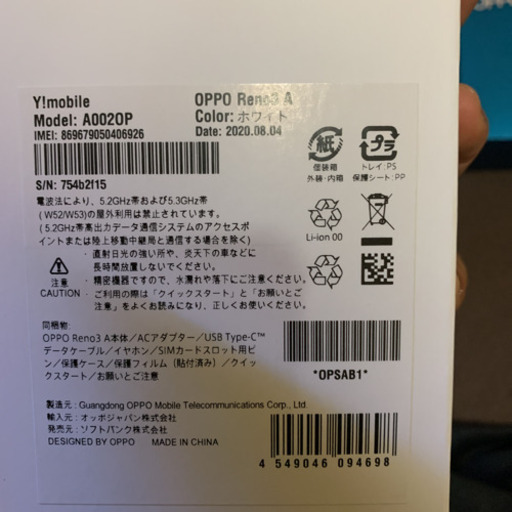 Y!mobile
OPPO Reno3 A
Model: A002OP
Color: ホワイト
IMEI: 869679050406926
Date: 2020.08.04
S/N: 754b2f15
紙
個装箱
外装・内箱
プラ
トレイ:PS
保護シート:PP
電波法により、5.2GHz帯および5.3GHz帯
(W52/W53)の屋外利用は禁止されています。
(5.2GHz帯高出力データ通信システムのアクセスポ
イントまたは陸上移動中継局と通信する場合を除く)
Li-ion 00
注意
CAUTION
・直射日光の強い所や、炎天下の車などに
長時間放置しないでください。
・精密機器ですので、水濡れや落下にご注意ください。
・ご利用の際は「クイックスタート」と「お願いとご
注意」をよくお読みになり、正しくお使いください。
同梱物
OPPO Reno3 A本体/ACアダプター/USB Type-C™
データケーブル/イヤホン/SIMカードスロット用ピ
ン/保護ケース/保護フィルム(貼付済み)/クイッ
クスタート/お願いとご注意
*OPSAB1*
製造元:Guangdong OPPO Mobile Telecommunications Corp., Ltd.
輸入元:オッポジャパン株式会社
発売元:ソフトバンク株式会社
DESIGNED BY OPPO MADE IN CHINA
4 549046 094698